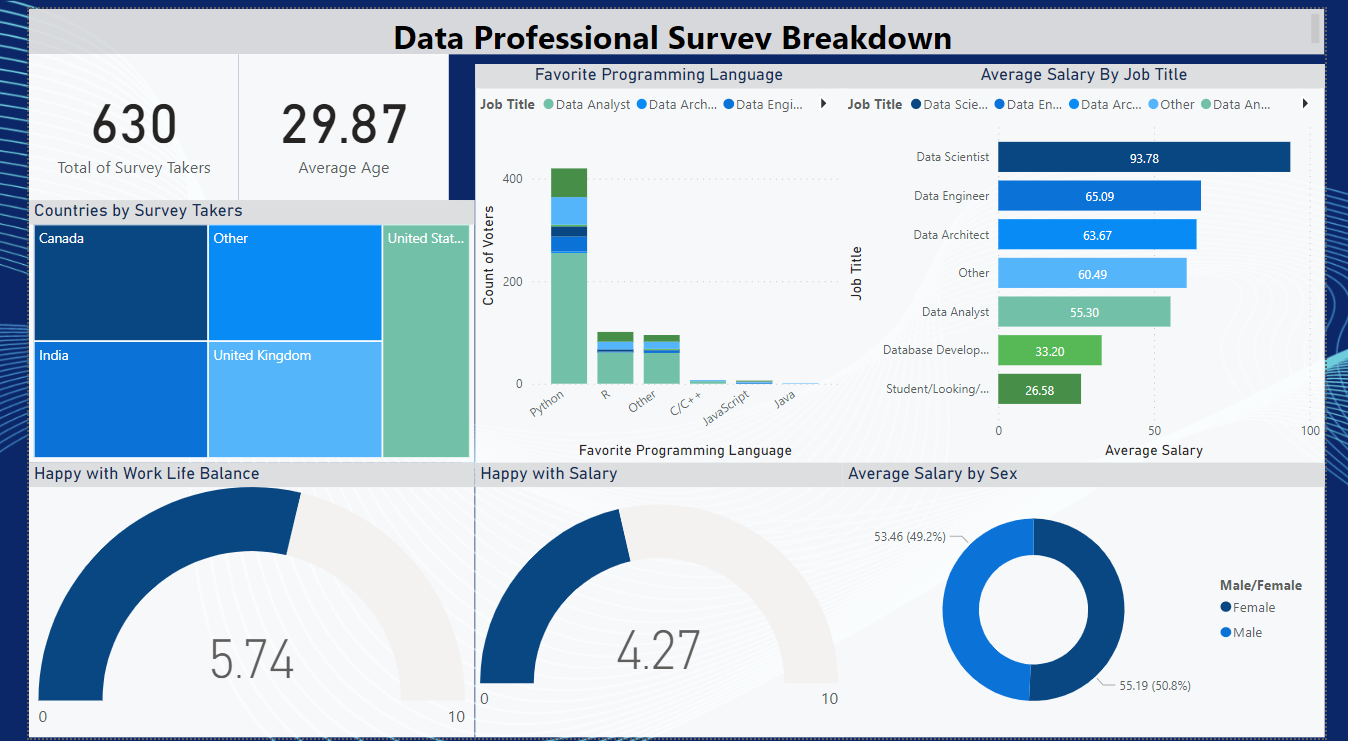 Data Professional Survey Breakdown
630
Total of Survey Takers
29.87
Average Age
Countries by Survey Takers
Canada
Other
United Stat...
India
United Kingdom
Favorite Programming Language
Job Title Data Analyst Data Arch... Data Engi...
Count of Voters
400
200
0
Python
R
Other
C/C++
JavaScript
Java
Favorite Programming Language
Average Salary By Job Title
Job Title Data Scie... Data En... Data Arc... Other Data An...
Job Title
Data Scientist 93.78
Data Engineer 65.09
Data Architect 63.67
Other 60.49
Data Analyst 55.30
Database Develop... 33.20
Student/Looking/... 26.58
0 50 100
Average Salary
Happy with Work Life Balance
5.74
0 10
Happy with Salary
4.27
0 10
Average Salary by Sex
53.46 (49.2%)
55.19 (50.8%)
Male/Female
Female
Male